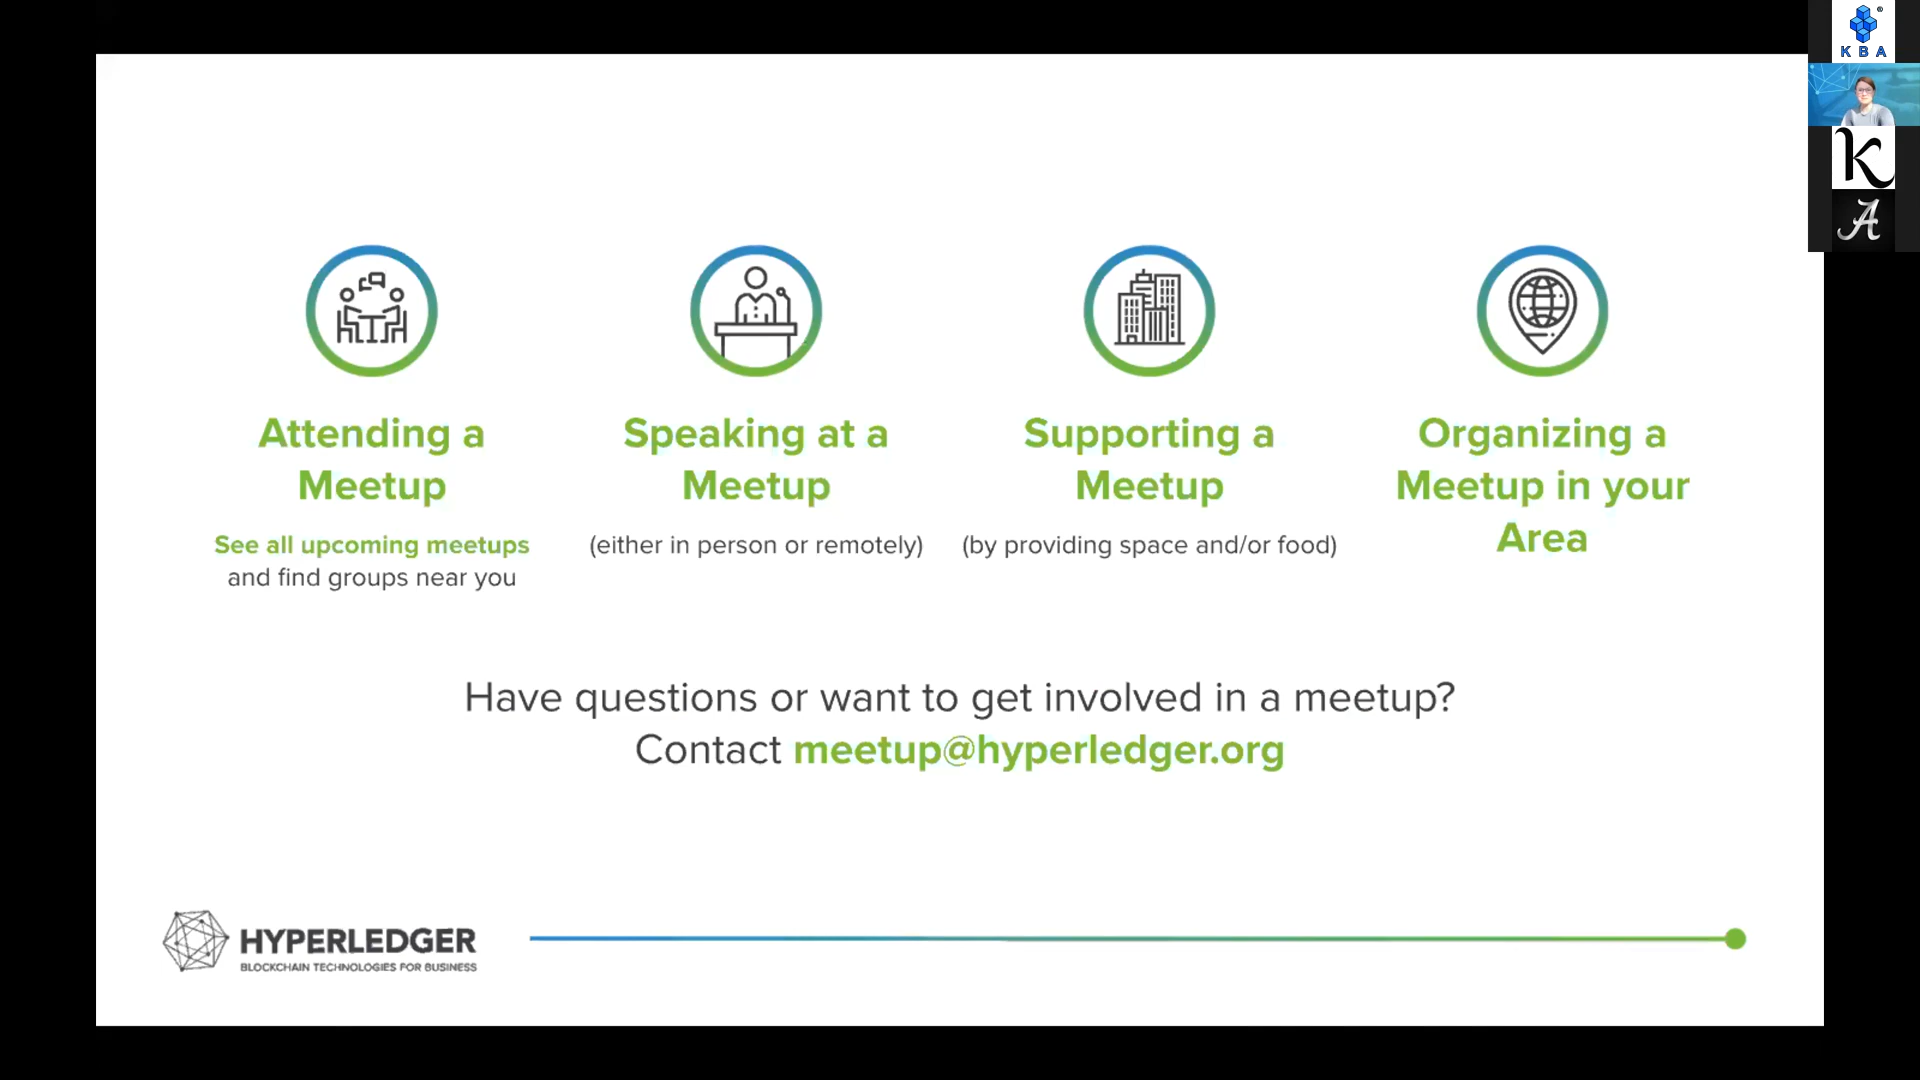 KBA
®
K
A
Attending a
Meetup
See all upcoming meetups
and find groups near you
Speaking at a
Meetup
(either in person or remotely)
Supporting a
Meetup
(by providing space and/or food)
Organizing a
Meetup in your
Area
Have questions or want to get involved in a meetup?
Contact meetup@hyperledger.org
HYPERLEDGER
BLOCKCHAIN TECHNOLOGIES FOR BUSINESS